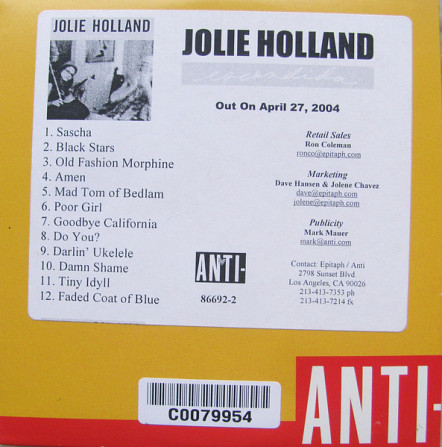 JOLIE HOLLAND
JOLIE HOLLAND
escondida
Out On April 27, 2004
1. Sascha
2. Black Stars
3. Old Fashion Morphine
4. Amen
5. Mad Tom of Bedlam
6. Poor Girl
7. Goodbye California
8. Do You?
9. Darlin' Ukelele
10. Damn Shame
11. Tiny Idyll
12. Faded Coat of Blue
Retail Sales
Ron Coleman
ronco@epitaph.com
Marketing
Dave Hansen & Jolene Chavez
dave@epitaph.com
jolene@epitaph.com
Publicity
Mark Mauer
mark@anti.com
Contact: Epitaph / Anti
2798 Sunset Blvd
Los Angeles, CA 90026
213-413-7353 ph
213-413-7214 fx
ANTI-
86692-2
C0079954
ANTI-